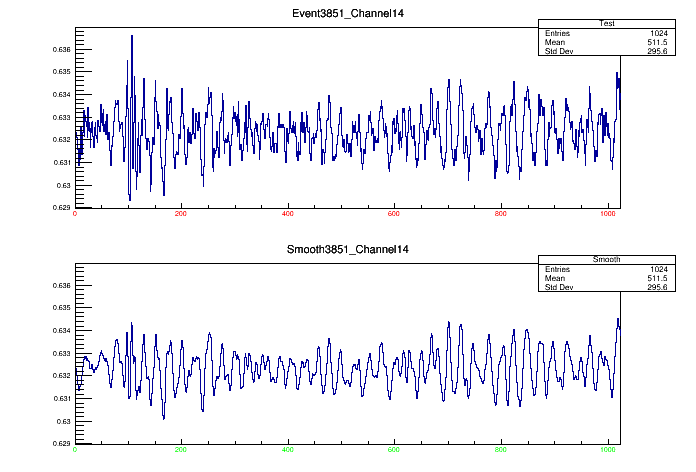 Event3851_Channel14
Test
Entries 1024
Mean 511.5
Std Dev 295.6
0.636
0.635
0.634
0.633
0.632
0.631
0.63
0.629
0 200 400 600 800 1000
Smooth3851_Channel14
Smooth
Entries 1024
Mean 511.5
Std Dev 295.6
0.636
0.635
0.634
0.633
0.632
0.631
0.63
0.629
0 200 400 600 800 1000